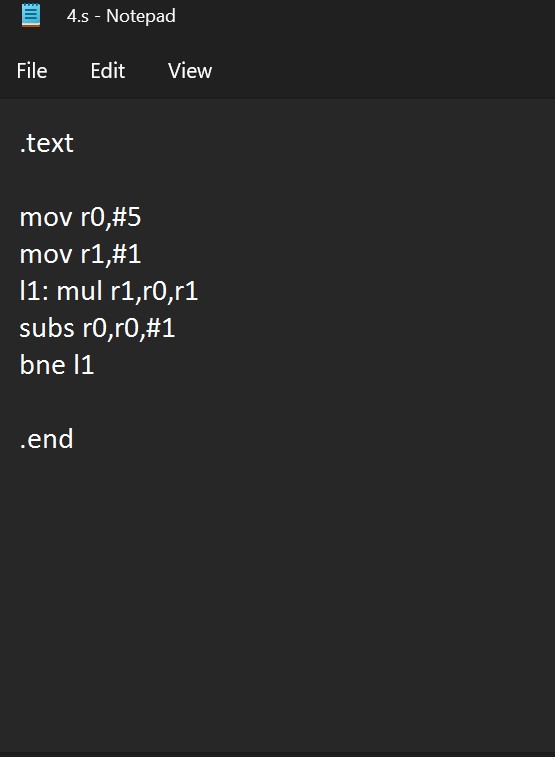 4.s - Notepad
File Edit View
.text
mov r0,#5
mov r1,#1
l1: mul r1,r0,r1
subs r0,r0,#1
bne l1
.end